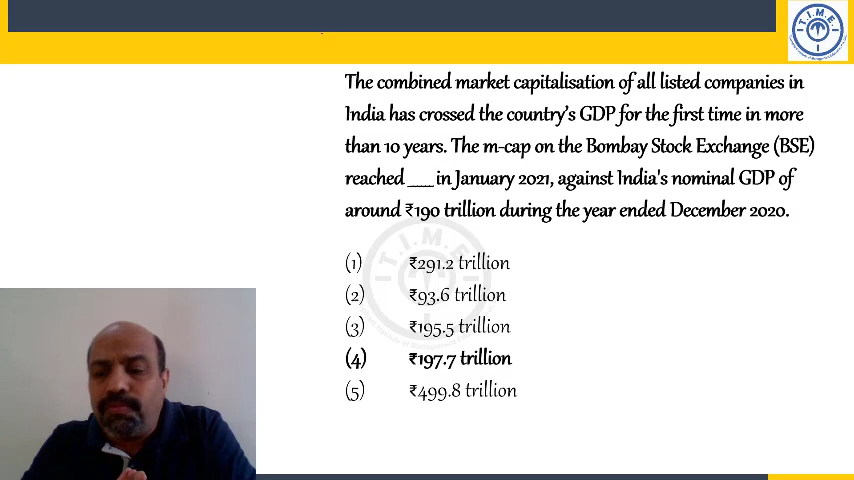 T.I.M.E.
The combined market capitalisation of all listed companies in
India has crossed the country's GDP for the first time in more
than 10 years. The m-cap on the Bombay Stock Exchange (BSE)
reached ___ in January 2021, against India's nominal GDP of
around ₹190 trillion during the year ended December 2020.
(1) ₹291.2 trillion
(2) ₹93.6 trillion
(3) ₹195.5 trillion
(4) ₹197.7 trillion
(5) ₹499.8 trillion
T.I.M.E.